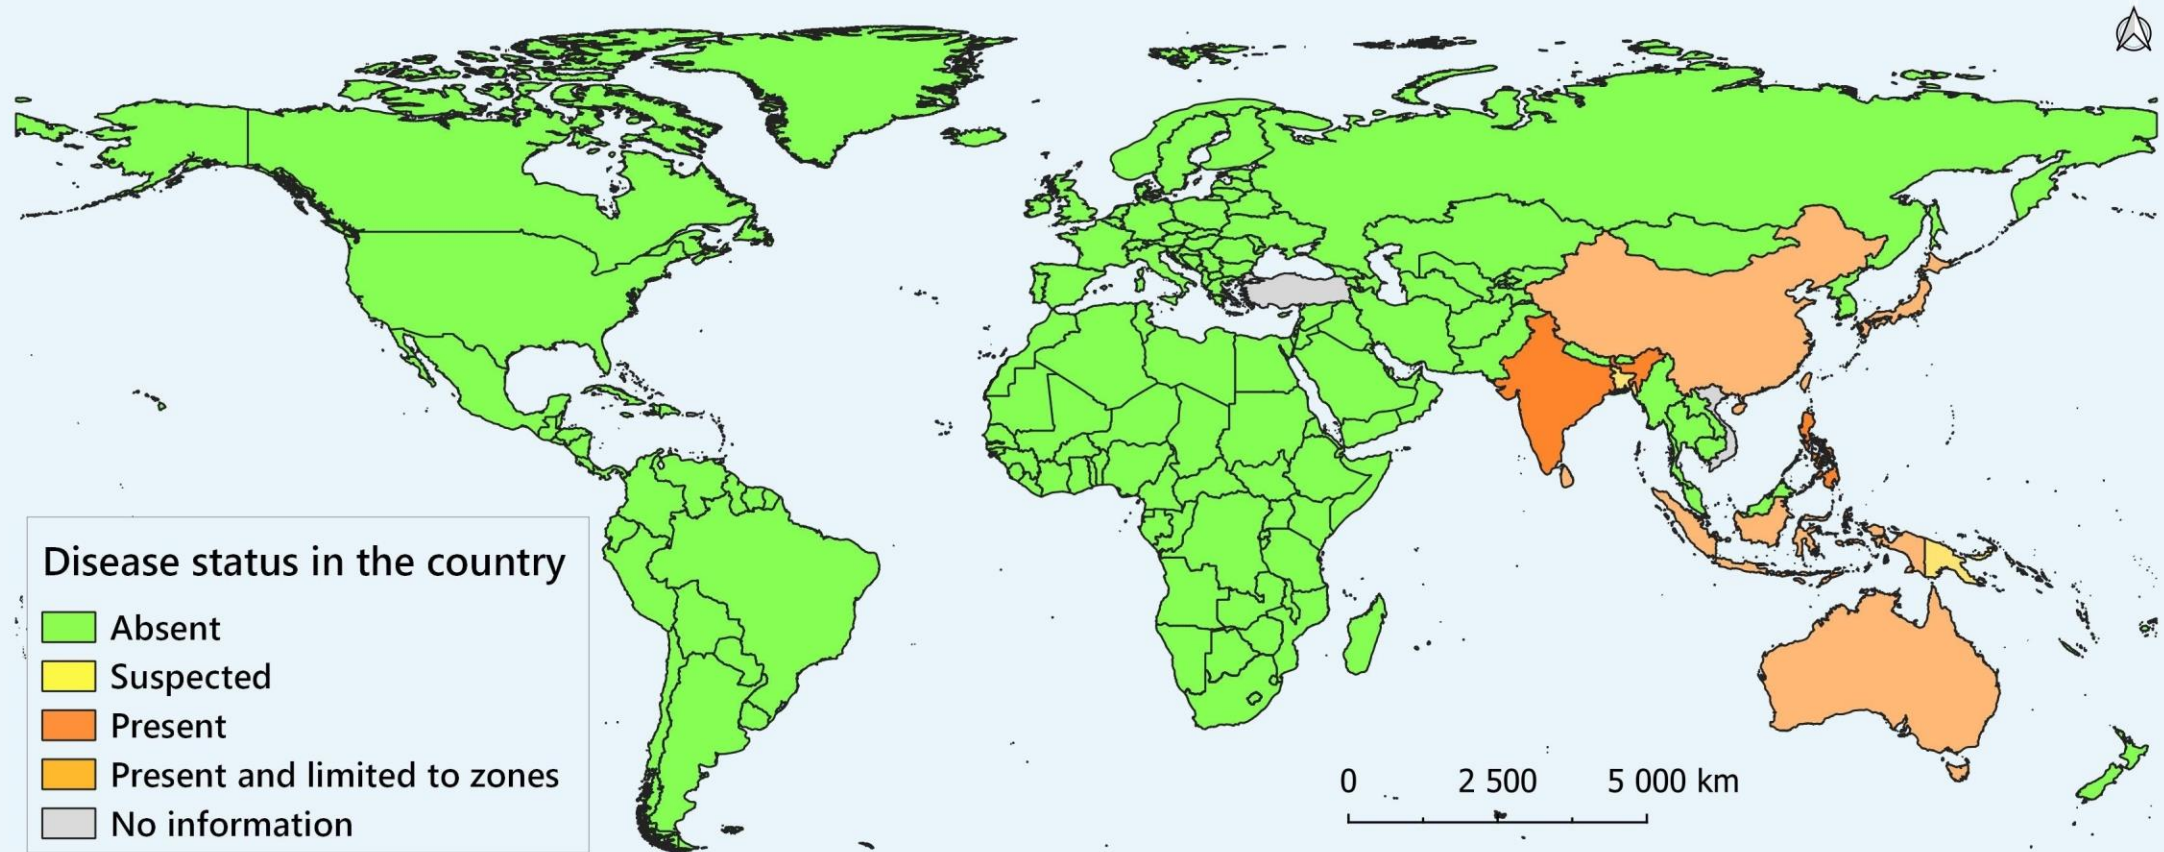 Disease status in the country
Absent
Suspected
Present
Present and limited to zones
No information
0 2 500 5 000 km